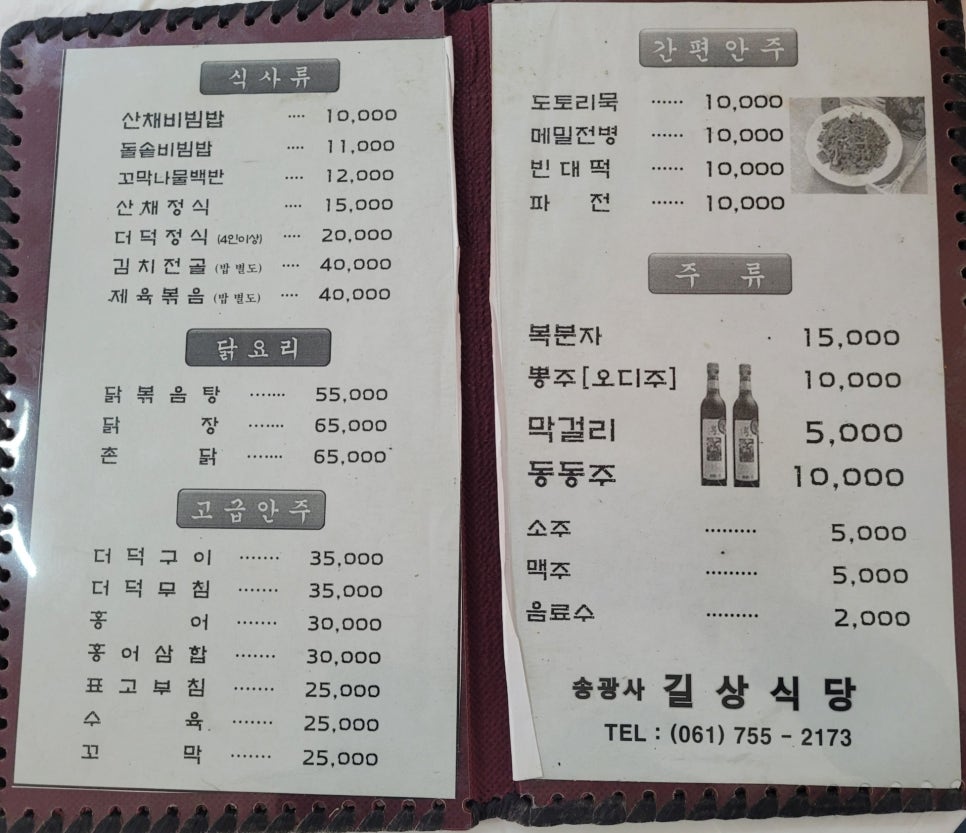 식사류
산채비빔밥 ···· 10,000
돌솥비빔밥 ···· 11,000
꼬막나물백반 ···· 12,000
산채정식 ···· 15,000
더덕정식 (4인이상) ···· 20,000
김치전골 (밥 별도) ···· 40,000
제육볶음 (밥 별도) ···· 40,000
닭요리
닭볶음탕 ······· 55,000
닭장 ······· 65,000
촌닭 ······· 65,000
고급안주
더덕구이 ······· 35,000
더덕무침 ······· 35,000
홍어 ······· 30,000
홍어삼합 ······· 30,000
표고부침 ······· 25,000
수육 ······· 25,000
꼬막 ······· 25,000
간편안주
도토리묵 ······ 10,000
메밀전병 ······ 10,000
빈대떡 ······ 10,000
파전 ······ 10,000
주류
복분자 15,000
뽕주[오디주] 10,000
막걸리 5,000
동동주 10,000
소주 ········· 5,000
맥주 ········· 5,000
음료수 ········· 2,000
송광사 길상식당
TEL : (061) 755 - 2173